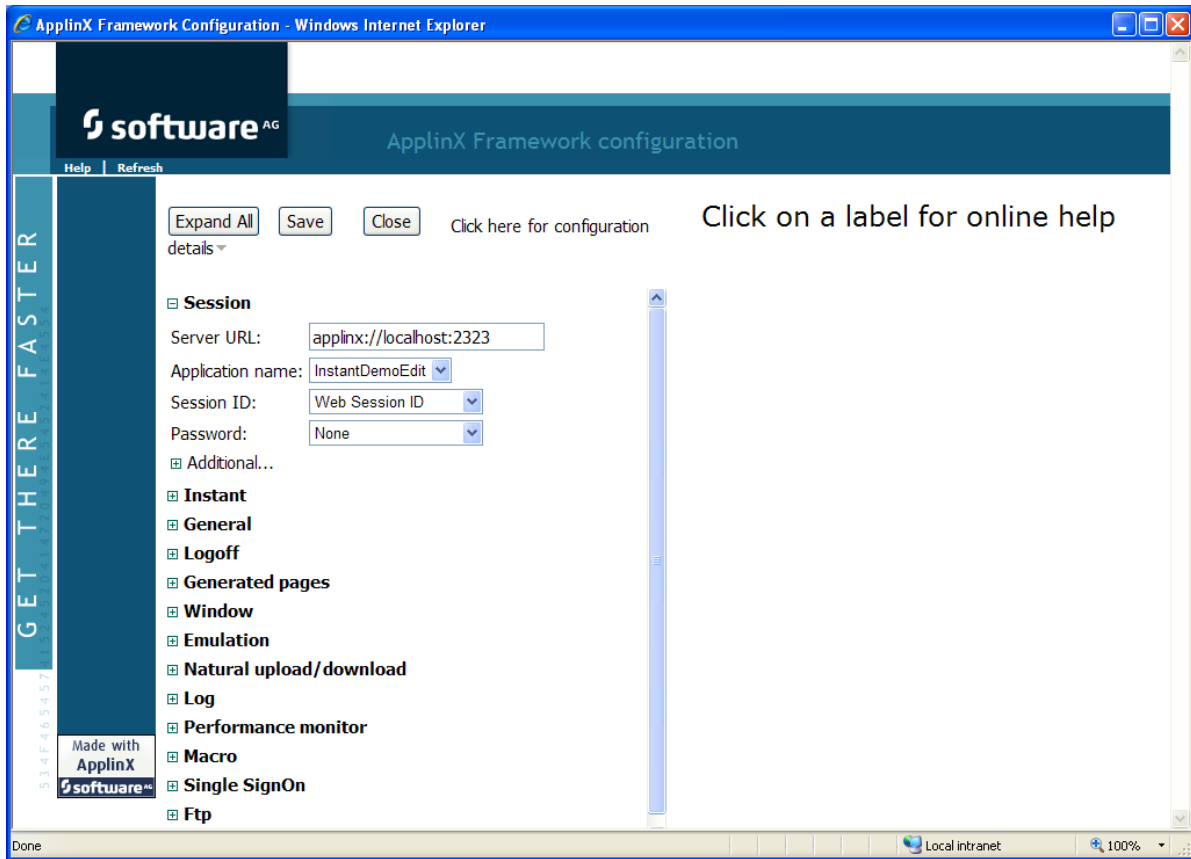 ApplinX Framework Configuration - Windows Internet Explorer
software AG
ApplinX Framework configuration
Help | Refresh
GET THERE FASTER
Expand All Save Close Click here for configuration
details
Click on a label for online help
Session
Server URL: applinx://localhost:2323
Application name: InstantDemoEdit
Session ID: Web Session ID
Password: None
Additional...
Instant
General
Logoff
Generated pages
Window
Emulation
Natural upload/download
Log
Performance monitor
Macro
Single SignOn
Ftp
Made with
ApplinX
software AG
Done
Local intranet
100%